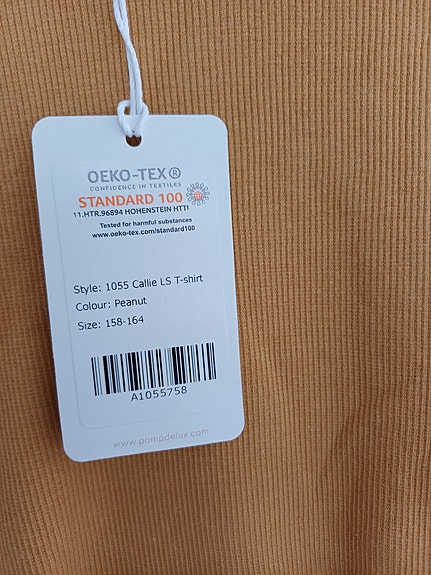 OEKO-TEX®
CONFIDENCE IN TEXTILES
STANDARD 100
11.HTR.96894 HOHENSTEIN HTTI
Tested for harmful substances
www.oeko-tex.com/standard100
Style: 1055 Callie LS T-shirt
Colour: Peanut
Size: 158-164
A1055758
www.pompdelux.com